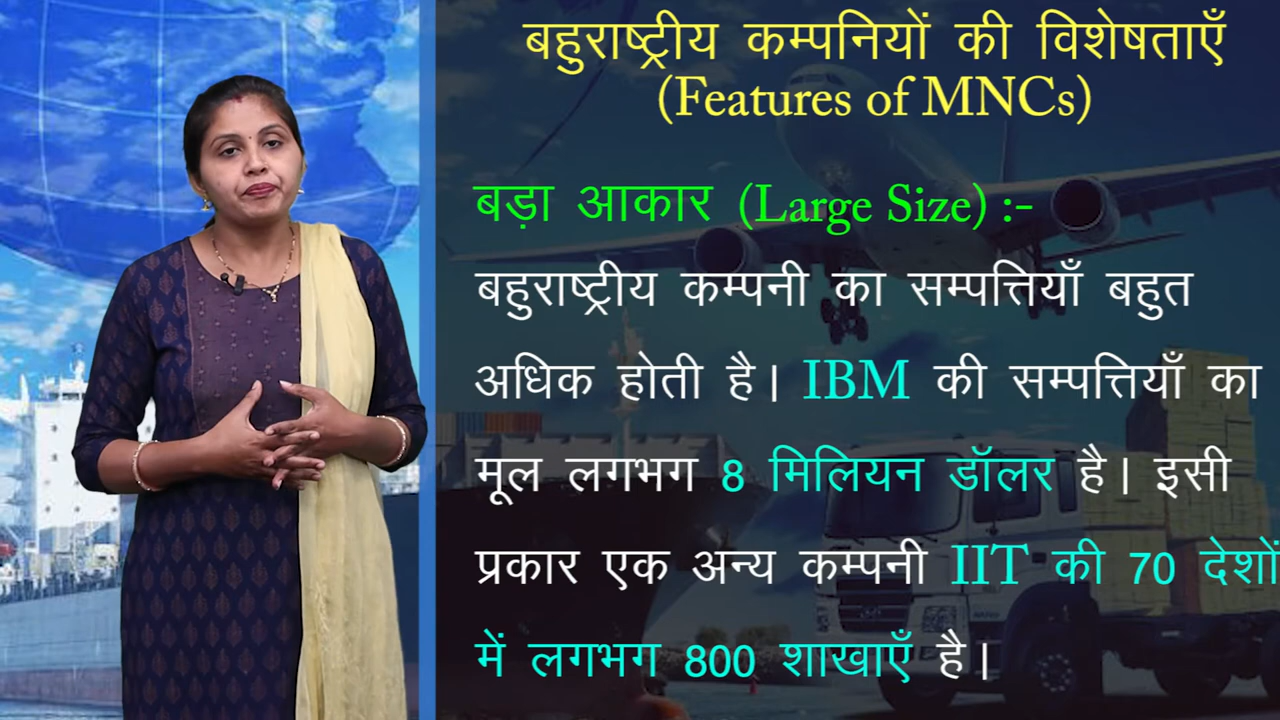 बहुराष्ट्रीय कम्पनियों की विशेषताएँ
(Features of MNCs)
बड़ा आकार (Large Size) :-
बहुराष्ट्रीय कम्पनी का सम्पत्तियाँ बहुत
अधिक होती है। IBM की सम्पत्तियाँ का
मूल लगभग 8 मिलियन डॉलर है। इसी
प्रकार एक अन्य कम्पनी IIT की 70 देशों
में लगभग 800 शाखाएँ है।